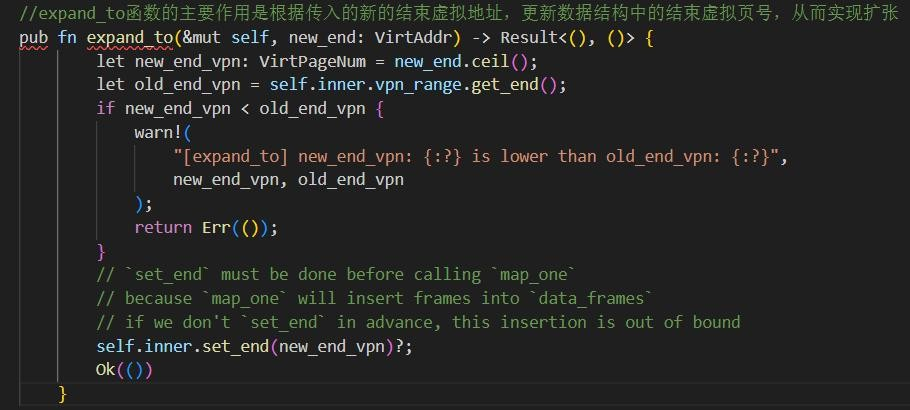 //expand_to函数的主要作用是根据传入的新的结束虚拟地址，更新数据结构中的结束虚拟页号，从而实现扩张
pub fn expand_to(&mut self, new_end: VirtAddr) -> Result<(), ()> {
let new_end_vpn: VirtPageNum = new_end.ceil();
let old_end_vpn = self.inner.vpn_range.get_end();
if new_end_vpn < old_end_vpn {
warn!(
"[expand_to] new_end_vpn: {:?} is lower than old_end_vpn: {:?}",
new_end_vpn, old_end_vpn
);
return Err(());
}
// `set_end` must be done before calling `map_one`
// because `map_one` will insert frames into `data_frames`
// if we don't `set_end` in advance, this insertion is out of bound
self.inner.set_end(new_end_vpn)?;
Ok(())
}